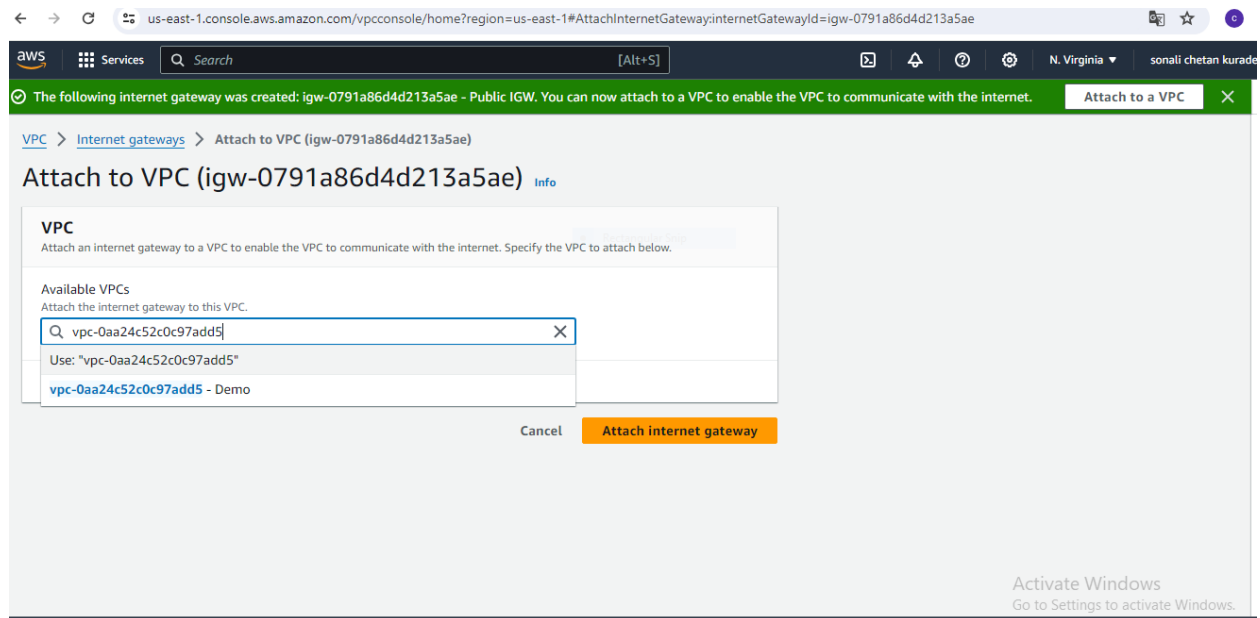 us-east-1.console.aws.amazon.com/vpcconsole/home?region=us-east-1#AttachInternetGateway:internetGatewayId=igw-0791a86d4d213a5ae
C
aws Services Search [Alt+S] N. Virginia ▼ sonali chetan kurade
The following internet gateway was created: igw-0791a86d4d213a5ae - Public IGW. You can now attach to a VPC to enable the VPC to communicate with the internet. Attach to a VPC
VPC > Internet gateways > Attach to VPC (igw-0791a86d4d213a5ae)
Attach to VPC (igw-0791a86d4d213a5ae) Info
VPC
Attach an internet gateway to a VPC to enable the VPC to communicate with the internet. Specify the VPC to attach below.
Available VPCs
Attach the internet gateway to this VPC.
vpc-0aa24c52c0c97add5
Use: "vpc-0aa24c52c0c97add5"
vpc-0aa24c52c0c97add5 - Demo
Cancel Attach internet gateway
Activate Windows
Go to Settings to activate Windows.